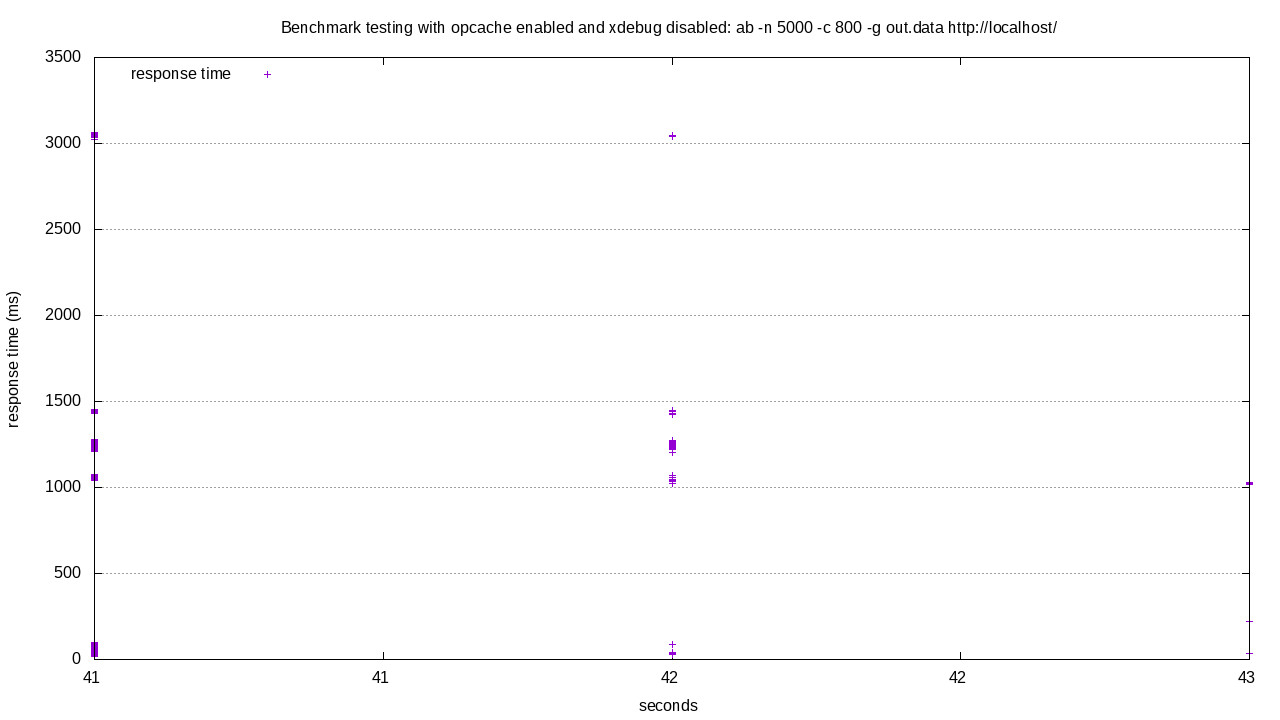 Benchmark testing with opcache enabled and xdebug disabled: ab -n 5000 -c 800 -g out.data http://localhost/
3500
response time
3000
2500
2000
response time (ms)
1500
1000
500
0
41 41 42 42 43
seconds